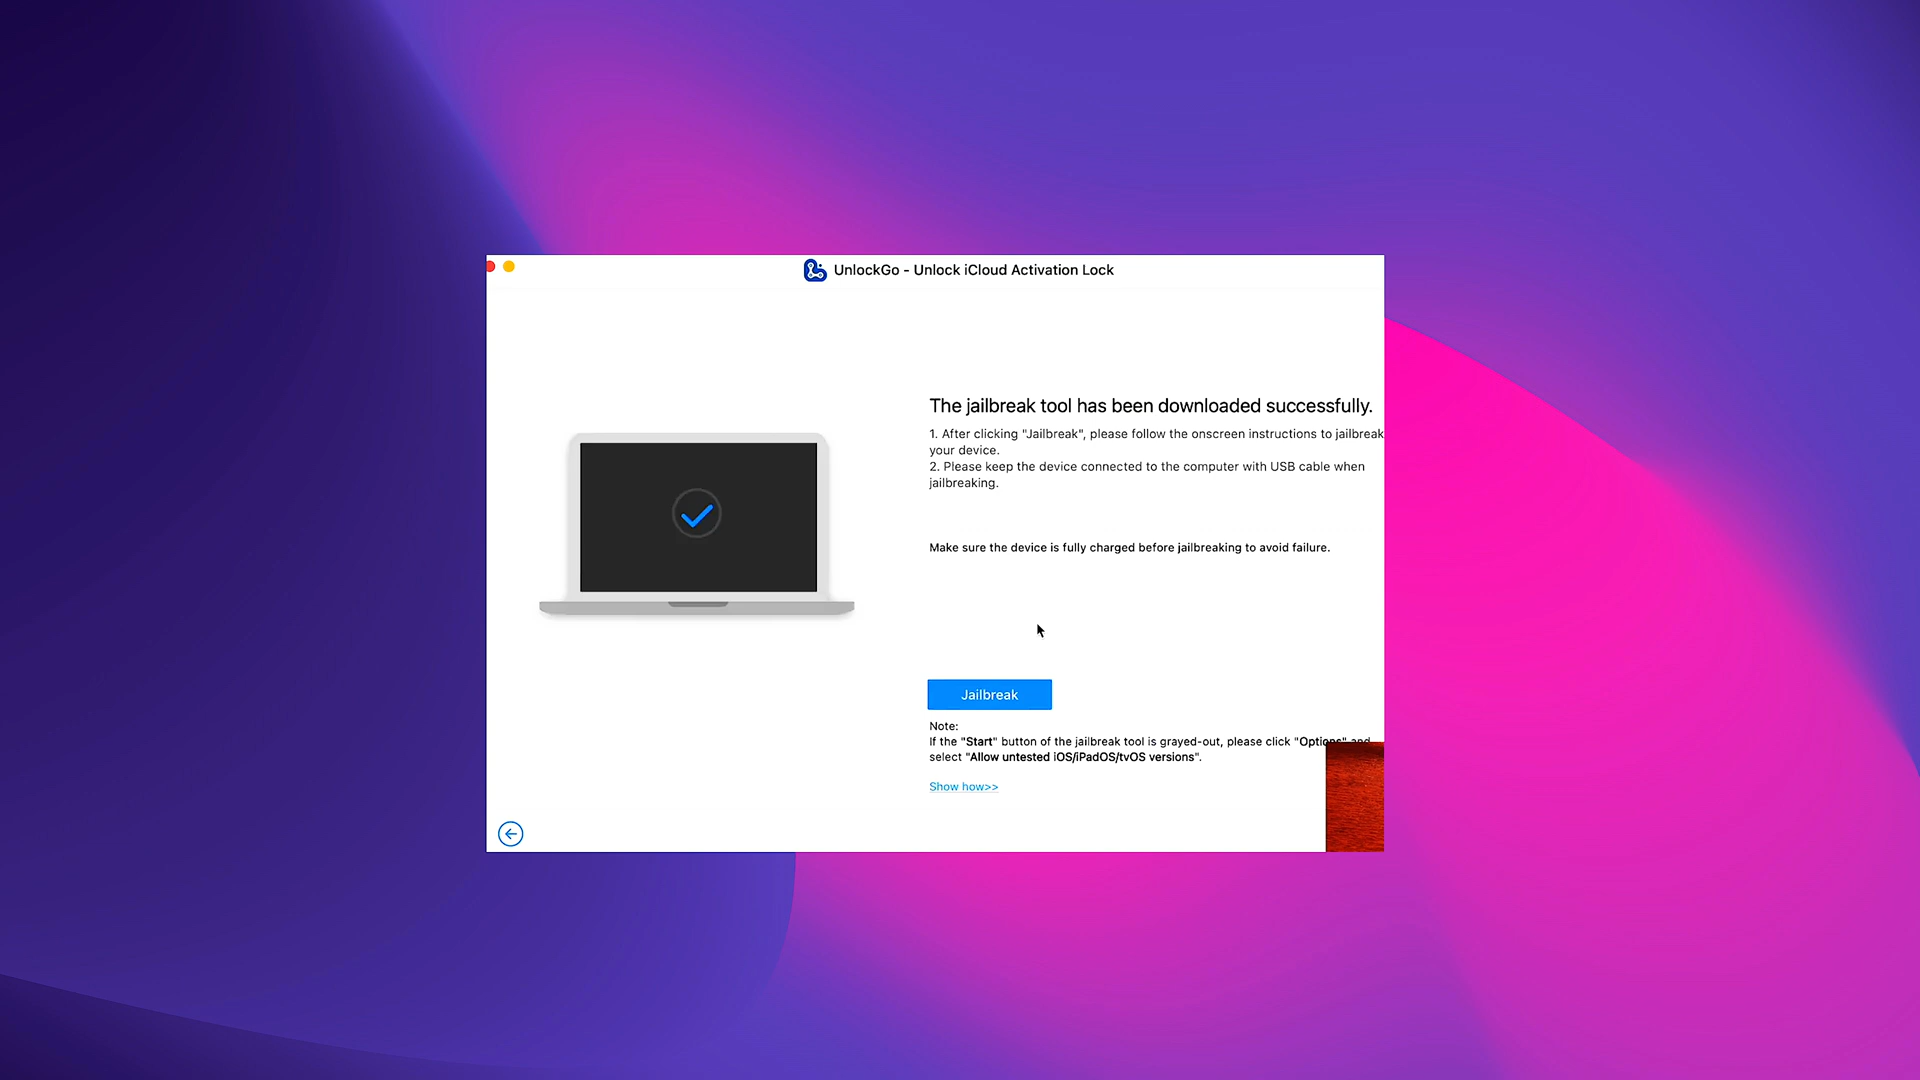 UnlockGo - Unlock iCloud Activation Lock
The jailbreak tool has been downloaded successfully.
1. After clicking "Jailbreak", please follow the onscreen instructions to jailbreak
your device.
2. Please keep the device connected to the computer with USB cable when
jailbreaking.
Make sure the device is fully charged before jailbreaking to avoid failure.
Jailbreak
Note:
If the "Start" button of the jailbreak tool is grayed-out, please click "Options" and
select "Allow untested iOS/iPadOS/tvOS versions".
Show how>>